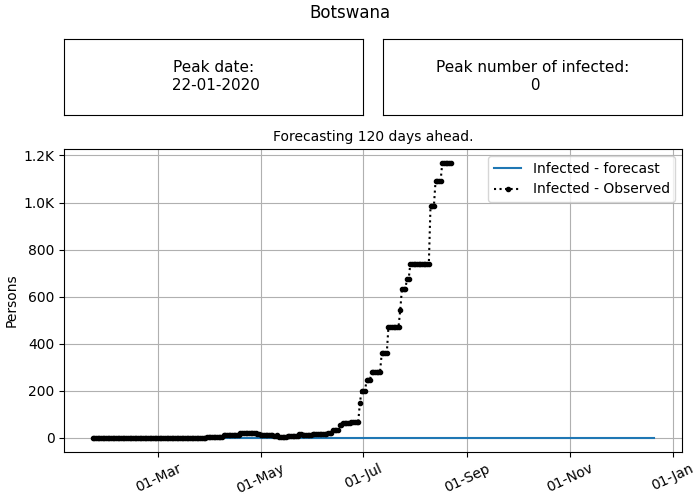 Botswana
Peak date:
22-01-2020
Peak number of infected:
0
Forecasting 120 days ahead.
Infected - forecast
Infected - Observed
Persons
1.2K
1.0K
800
600
400
200
0
01-Mar
01-May
01-Jul
01-Sep
01-Nov
01-Jan